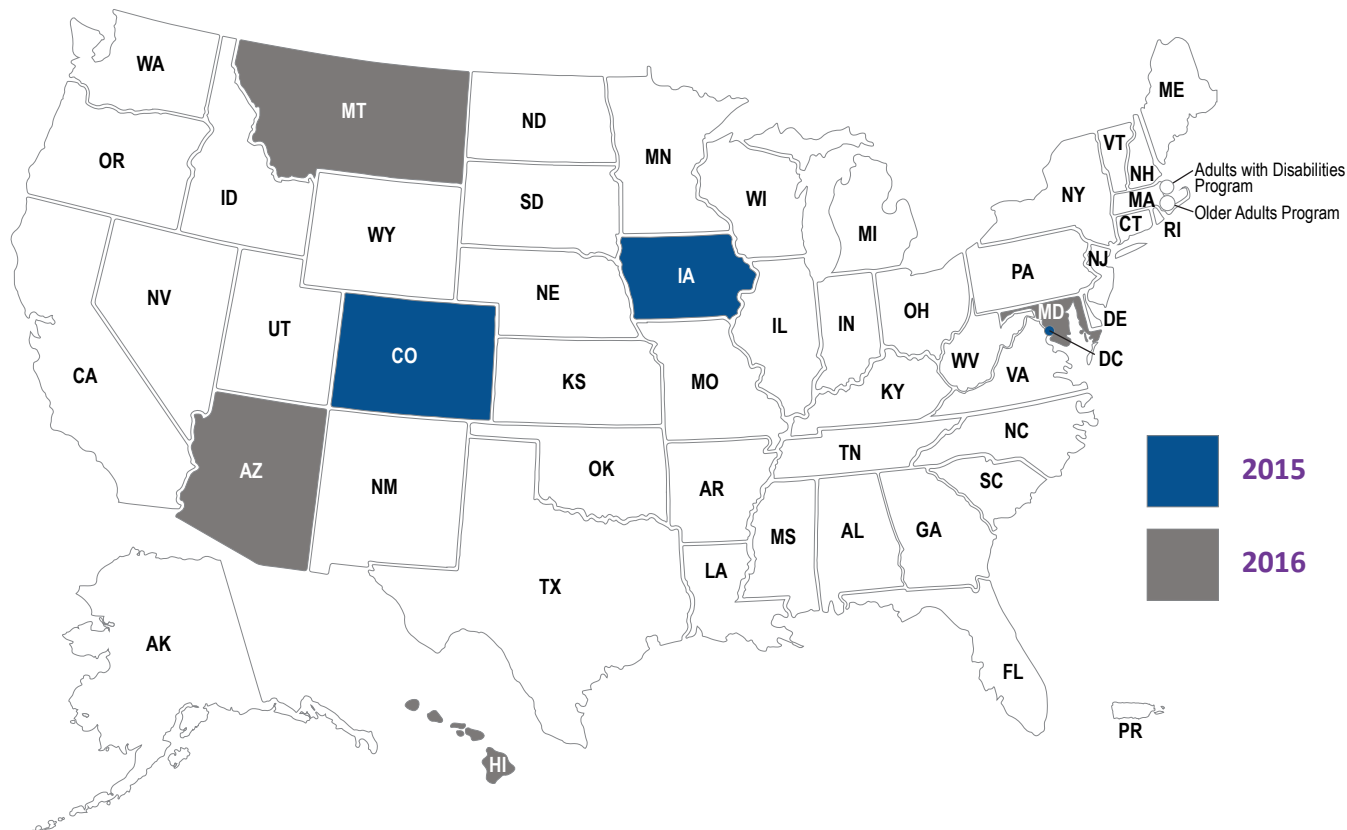 WA
MT
ND
MN
ME
OR
ID
SD
WI
MI
NY
VT
NH
Adults with Disabilities
Program
MA
Older Adults Program
CT
RI
WY
IA
NE
PA
NJ
NV
UT
CO
IL
IN
OH
MD
DE
DC
WV
VA
CA
KS
MO
KY
NC
TN
AZ
NM
OK
AR
SC
2015
MS
AL
GA
2016
LA
TX
AK
FL
HI
PR